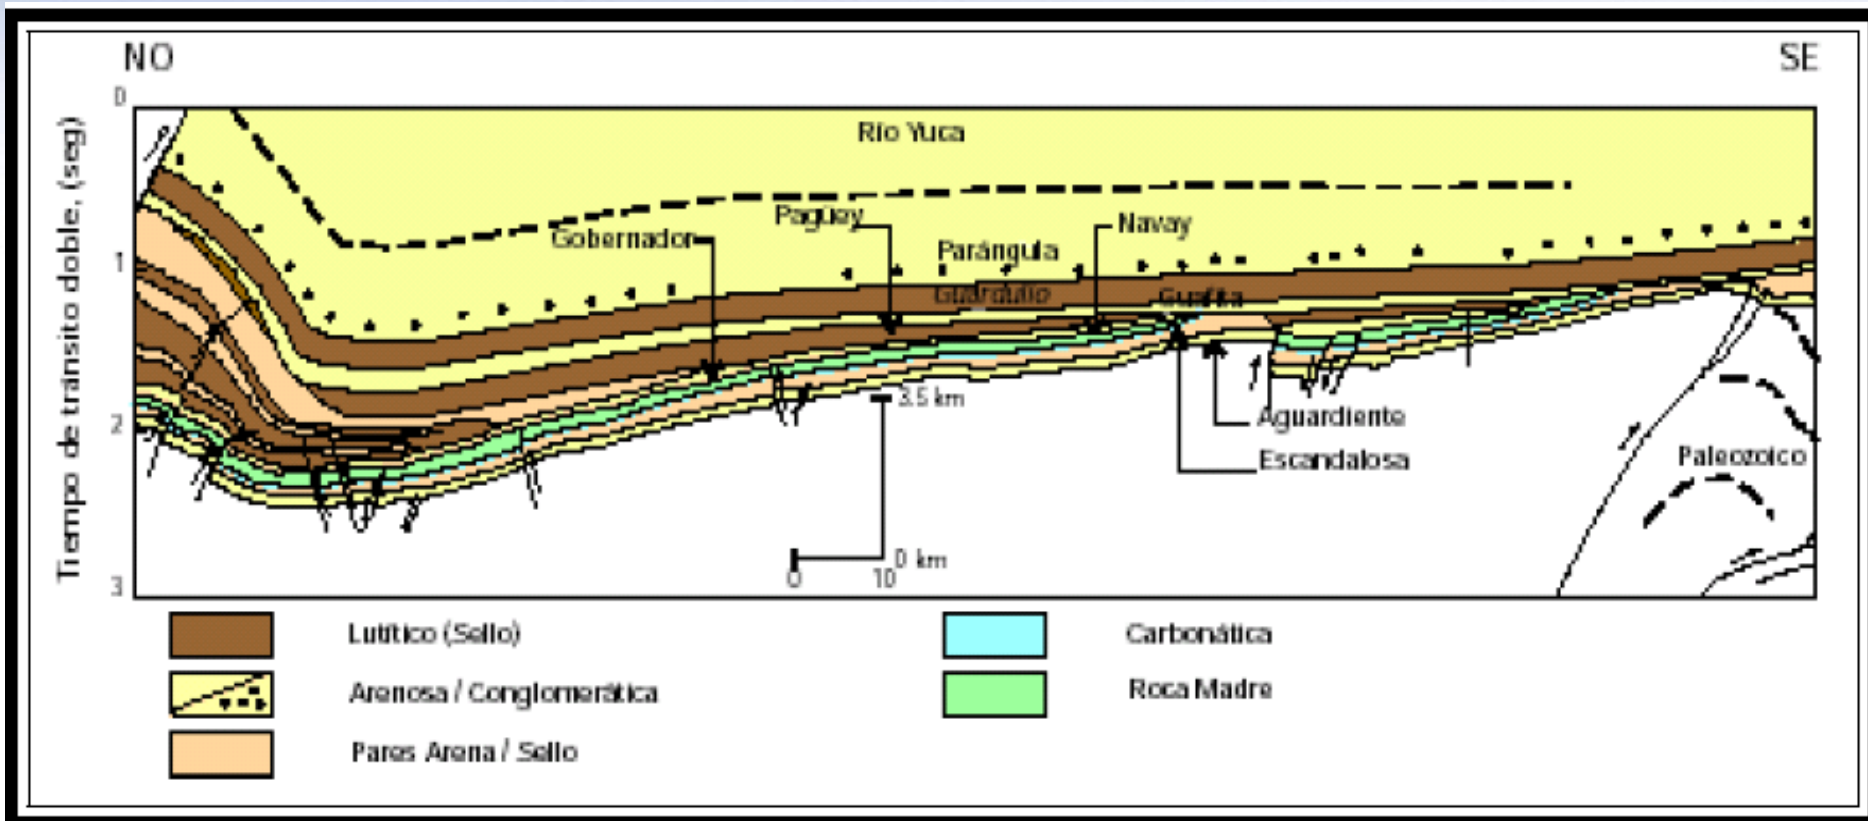 NO
SE
0
Río Yuca
Tiempo de tránsito doble, (seg)
Pagüey
Navay
Gobernador
Parángula
1
Guardulio
Guafita
3.5 km
Aguardiente
2
Escandalosa
Paleozoico
0 km
0
10
3
Lutítico (Sello)
Carbonática
Arenosa / Conglomerática
Roca Madre
Pares Arena / Sello